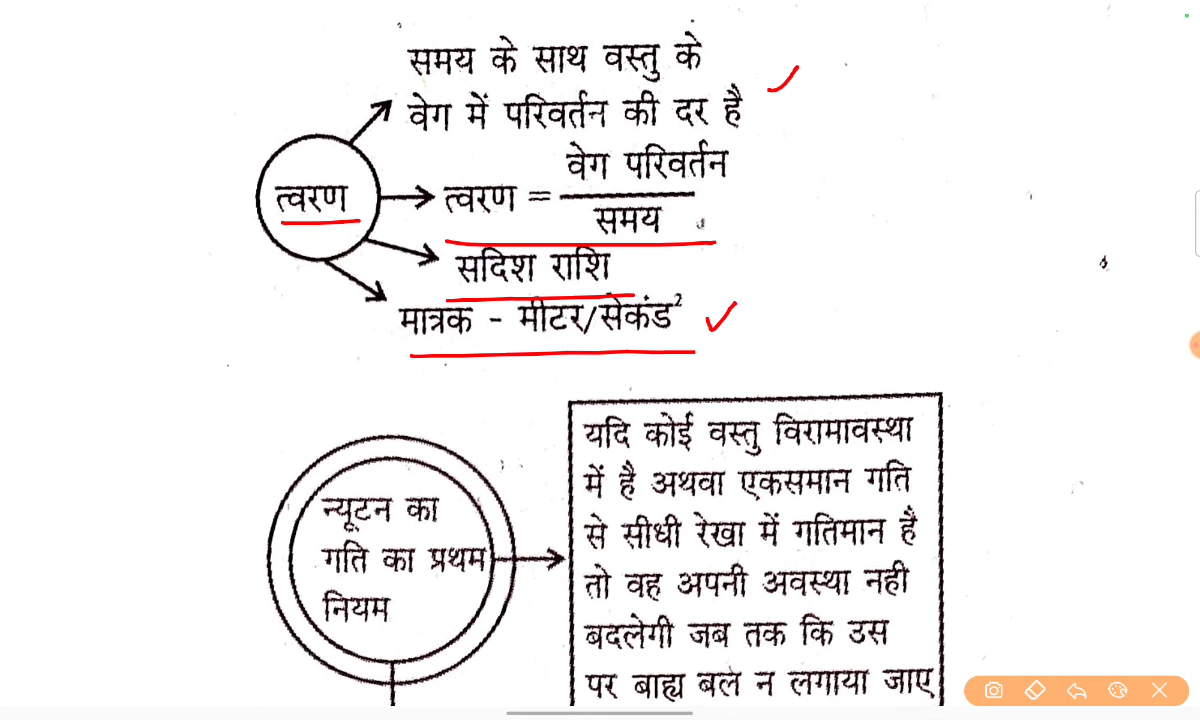 समय के साथ वस्तु के
वेग में परिवर्तन की दर है
त्वरण
त्वरण = वेग परिवर्तन / समय
सदिश राशि
मात्रक - मीटर/सेकंड²
न्यूटन का
गति का प्रथम
नियम
यदि कोई वस्तु विरामावस्था
में है अथवा एकसमान गति
से सीधी रेखा में गतिमान है
तो वह अपनी अवस्था नही
बदलेगी जब तक कि उस
पर बाह्य बल न लगाया जाए